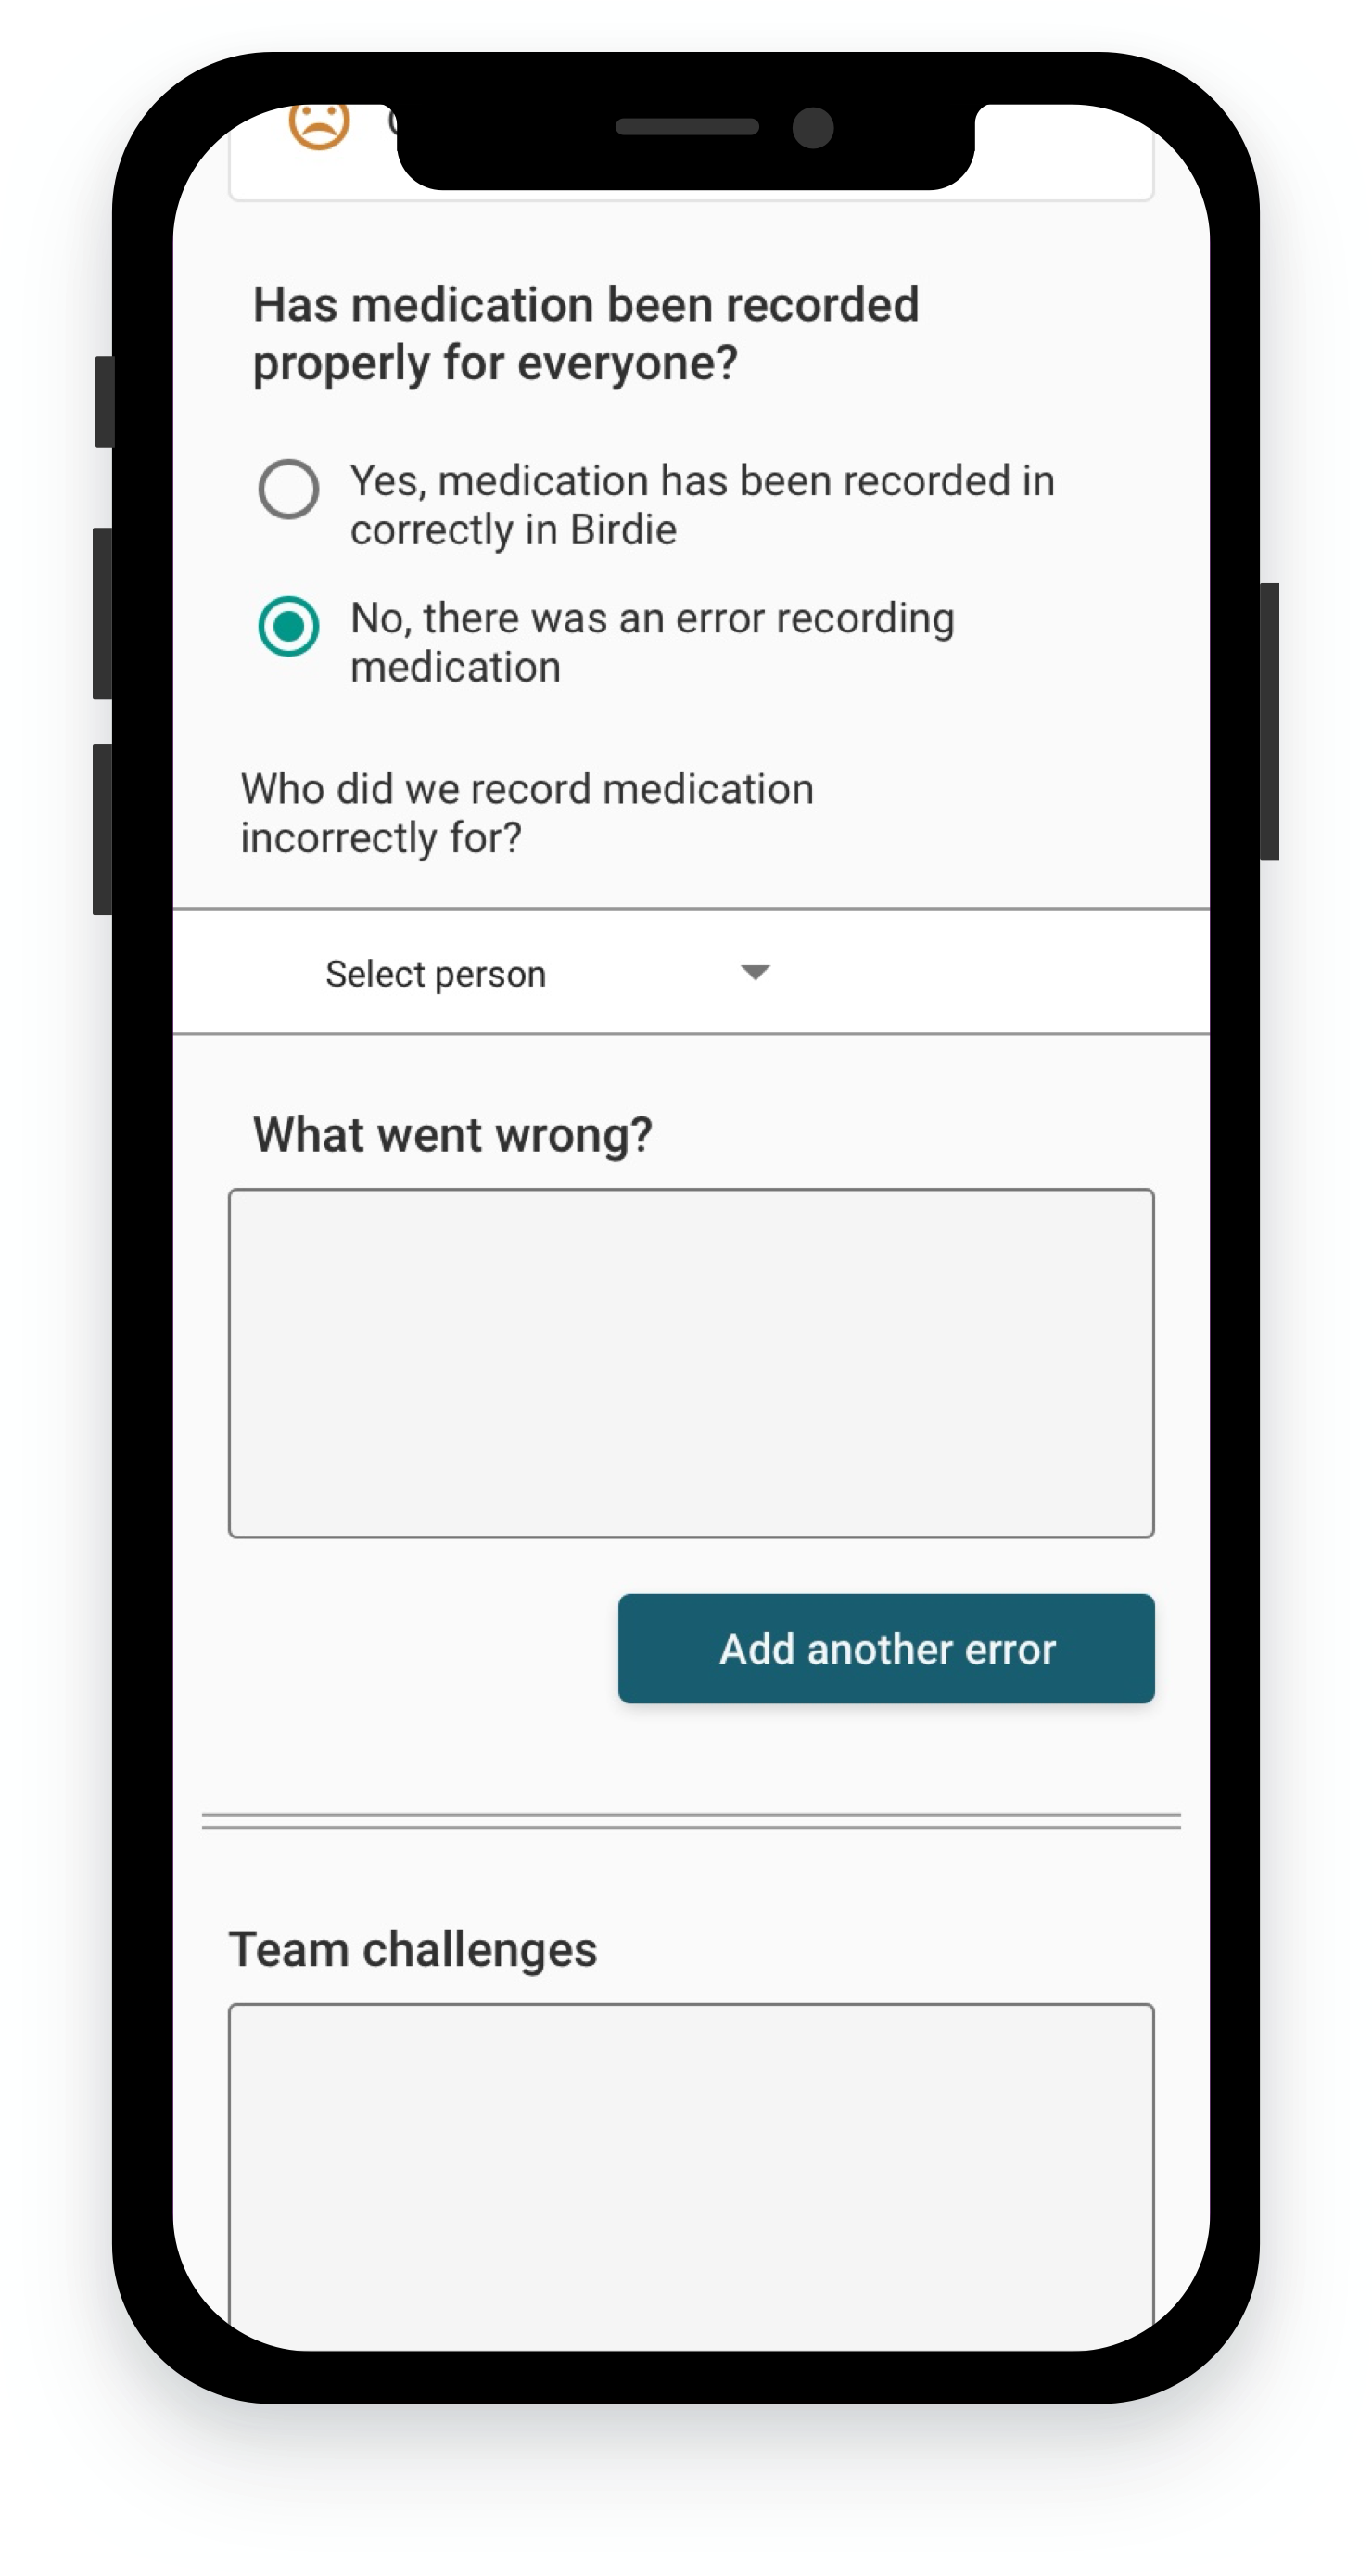 Has medication been recorded
properly for everyone?
Yes, medication has been recorded in
correctly in Birdie
No, there was an error recording
medication
Who did we record medication
incorrectly for?
Select person
What went wrong?
Add another error
Team challenges